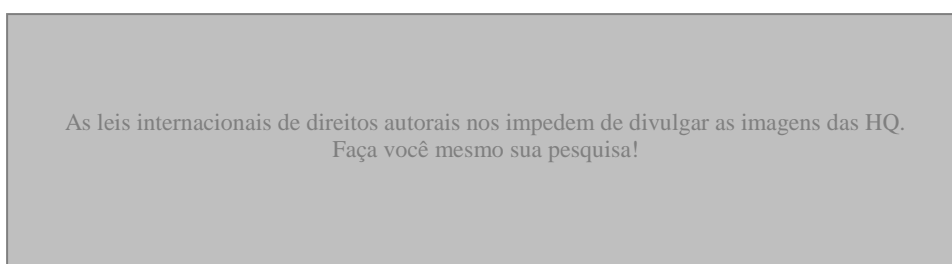 As leis internacionais de direitos autorais nos impedem de divulgar as imagens das HQ.
Faça você mesmo sua pesquisa!